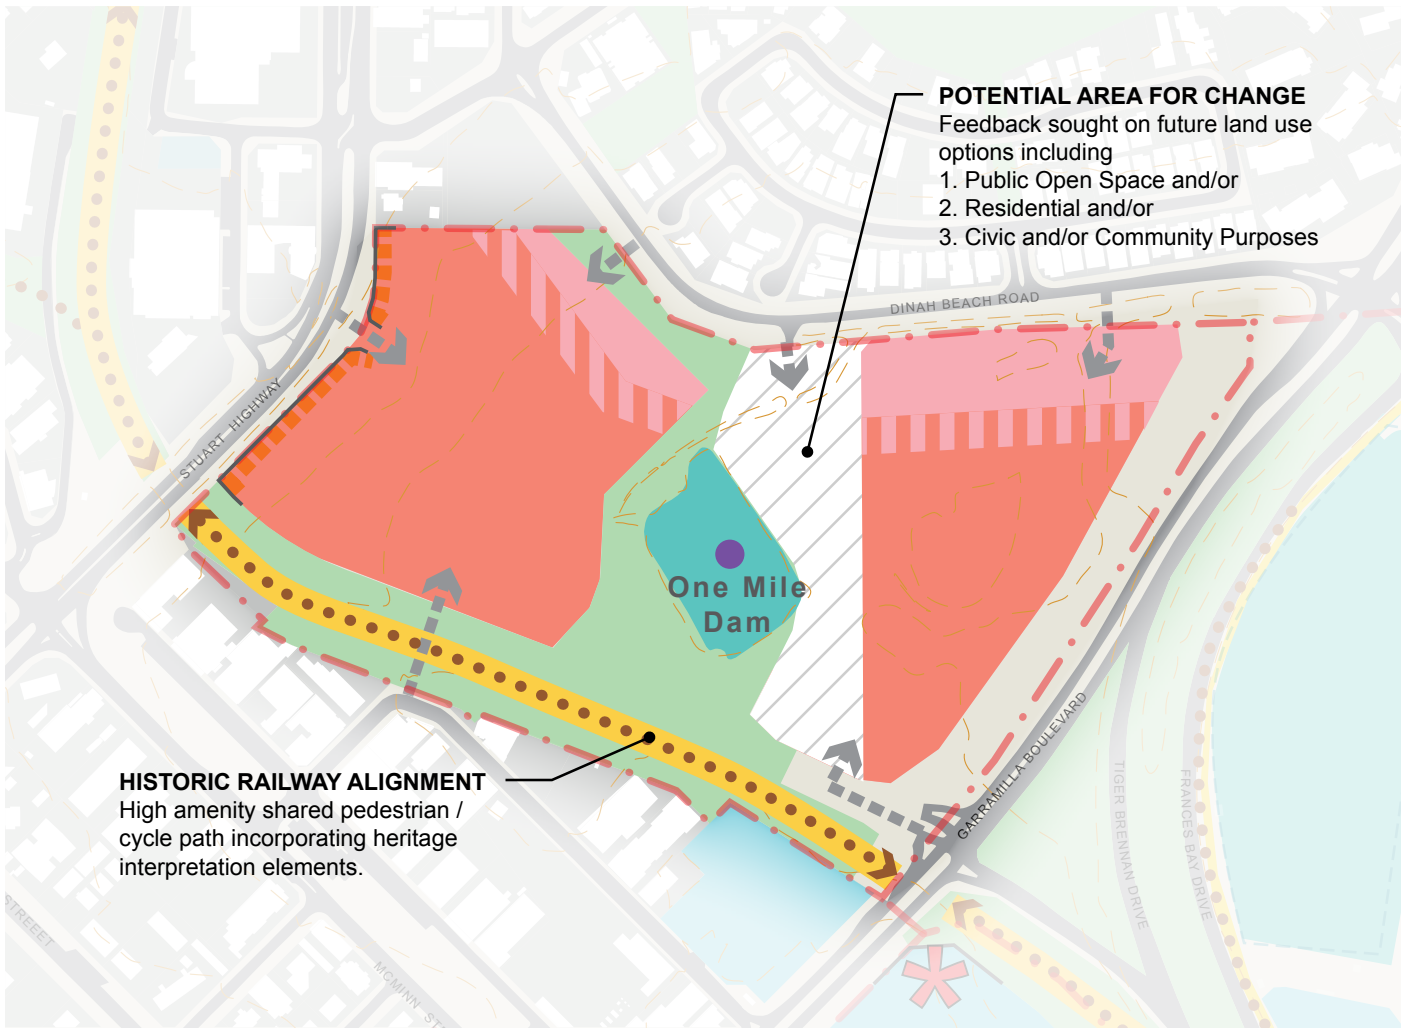 POTENTIAL AREA FOR CHANGE
Feedback sought on future land use
options including
1. Public Open Space and/or
2. Residential and/or
3. Civic and/or Community Purposes
DINAH BEACH ROAD
STUART HIGHWAY
One Mile
Dam
HISTORIC RAILWAY ALIGNMENT
High amenity shared pedestrian /
cycle path incorporating heritage
interpretation elements.
GARRAMILLA BOULEVARD
TIGER BRENNAN DRIVE
FRANCES BAY DRIVE
STREEET
MCMINN ST